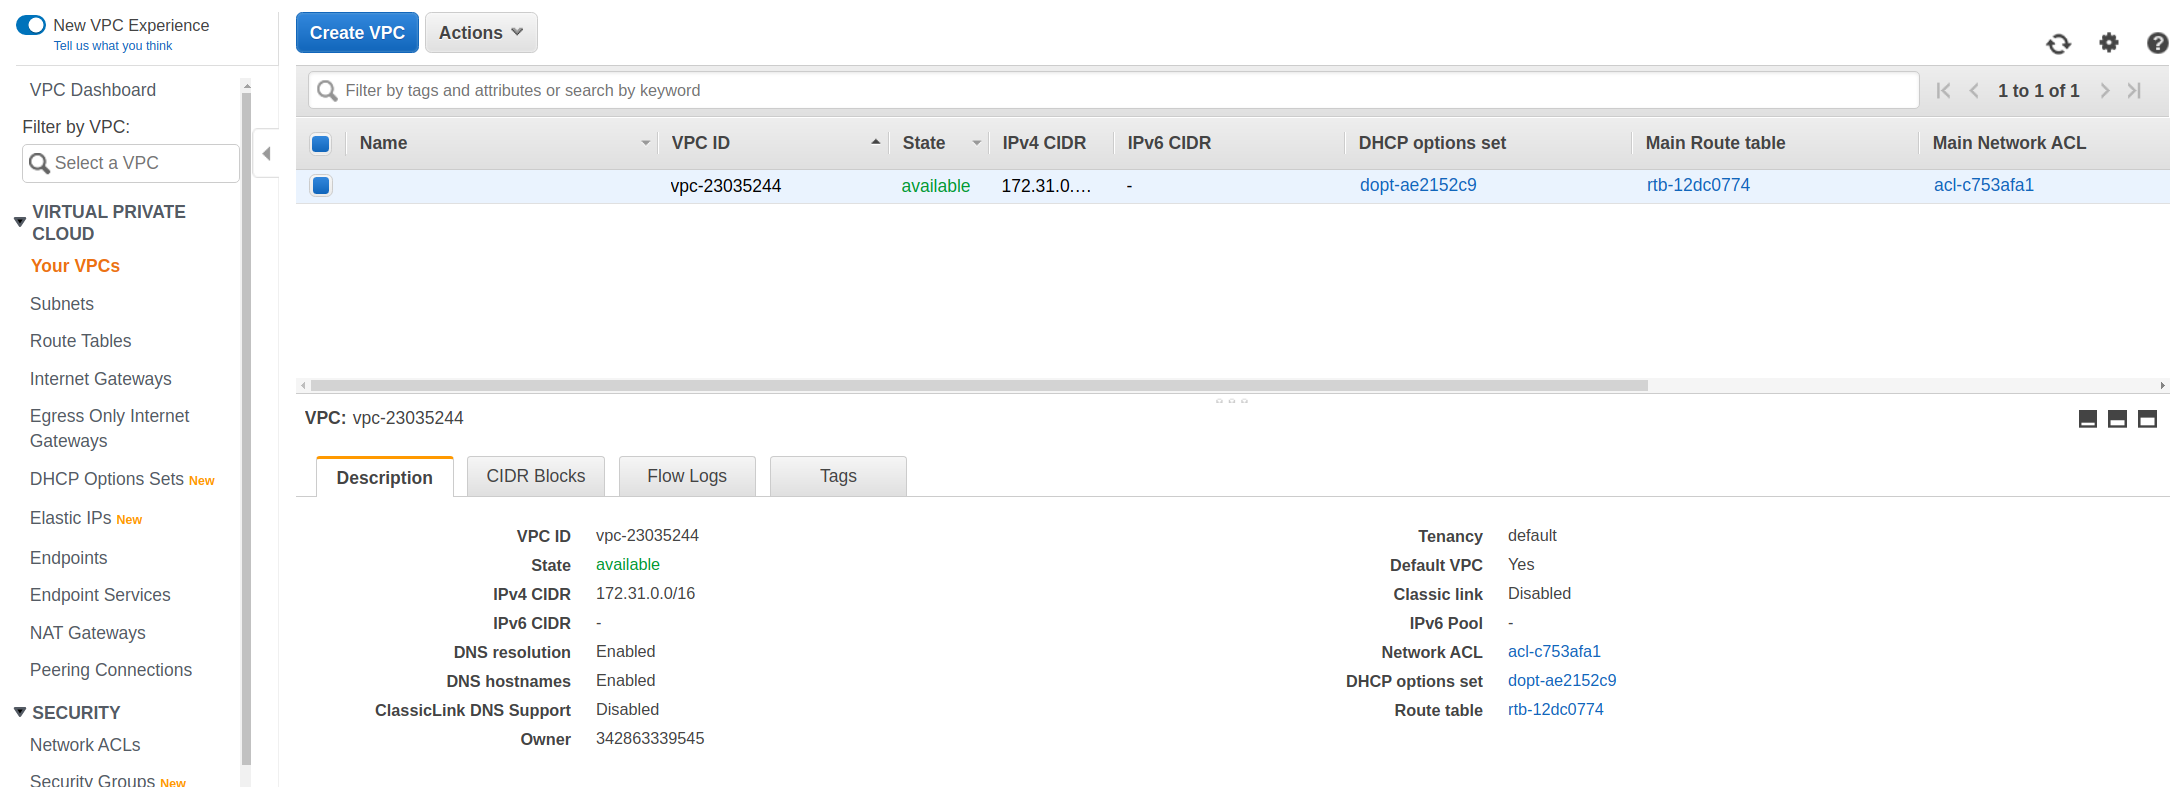 New VPC Experience
Tell us what you think
VPC Dashboard
Filter by VPC:
Select a VPC
VIRTUAL PRIVATE
CLOUD
Your VPCs
Subnets
Route Tables
Internet Gateways
Egress Only Internet
Gateways
DHCP Options Sets New
Elastic IPs New
Endpoints
Endpoint Services
NAT Gateways
Peering Connections
SECURITY
Network ACLs
Security Groups New
Create VPC Actions
Filter by tags and attributes or search by keyword 1 to 1 of 1
Name VPC ID State IPv4 CIDR IPv6 CIDR DHCP options set Main Route table Main Network ACL
vpc-23035244 available 172.31.0.... - dopt-ae2152c9 rtb-12dc0774 acl-c753afa1
VPC: vpc-23035244
Description CIDR Blocks Flow Logs Tags
VPC ID vpc-23035244
State available
IPv4 CIDR 172.31.0.0/16
IPv6 CIDR -
DNS resolution Enabled
DNS hostnames Enabled
ClassicLink DNS Support Disabled
Owner 342863339545
Tenancy default
Default VPC Yes
Classic link Disabled
IPv6 Pool -
Network ACL acl-c753afa1
DHCP options set dopt-ae2152c9
Route table rtb-12dc0774